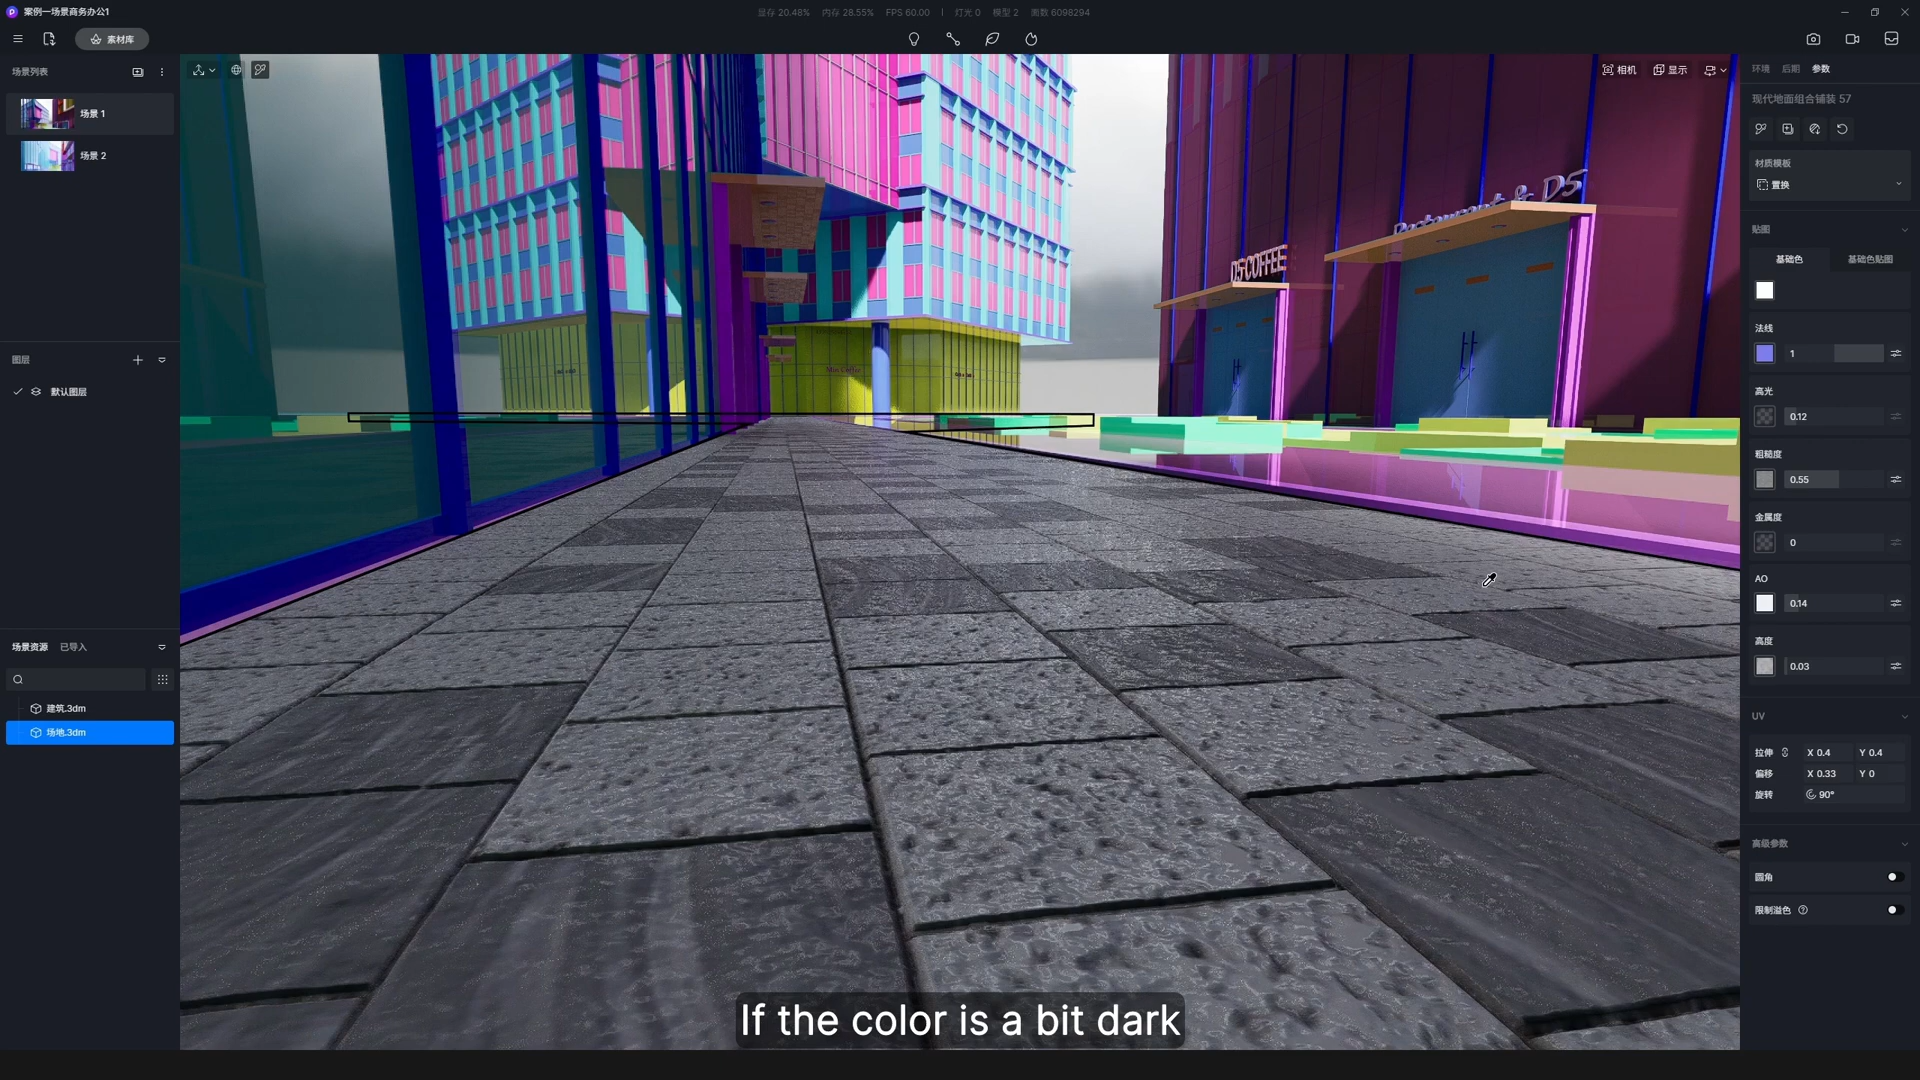 案例一场景商务办公1
显存 20.48% 内存 28.55% FPS 60.00 | 灯光 0 模型 2 面数 6098294
素材库
场景列表
相机 显示
环境 后期 参数
场景 1
场景 2
现代地面组合铺装 57
材质模板
置换
贴图
基础色 基础色贴图
法线
1
高光
0.12
粗糙度
0.55
金属度
0
AO
0.14
高度
0.03
UV
拉伸 X 0.4 Y 0.4
偏移 X 0.33 Y 0
旋转 90°
高级参数
圆角
限制溢色
图层
默认图层
场景资源 已导入
建筑.3dm
场地.3dm
Restaurant & D5
D5 COFFEE
If the color is a bit dark